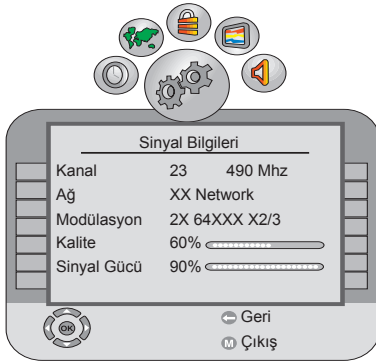 Sinyal Bilgileri
Kanal 23 490 Mhz
Ağ XX Network
Modülasyon 2X 64XXX X2/3
Kalite 60%
Sinyal Gücü 90%
OK
Geri
M Çıkış